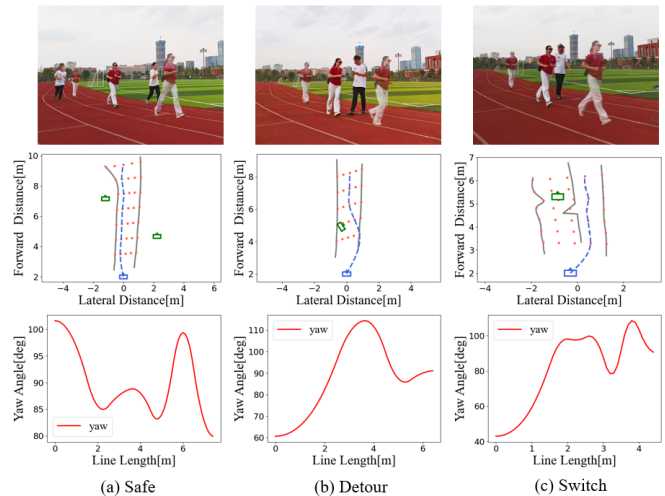 10
8
6
4
2
Forward Distance[m]
−4 −2 0 2 4 6
Lateral Distance[m]
8
6
4
2
Forward Distance[m]
−4 −2 0 2 4
Lateral Distance[m]
7
6
5
4
3
2
Forward Distance[m]
−4 −2 0 2
Lateral Distance[m]
100
95
90
85
80
Yaw Angle[deg]
yaw
0 2 4 6
Line Length[m]
110
100
90
80
70
60
Yaw Angle[deg]
yaw
0 2 4 6
Line Length[m]
100
80
60
40
Yaw Angle[deg]
yaw
0 1 2 3 4
Line Length[m]
(a) Safe
(b) Detour
(c) Switch